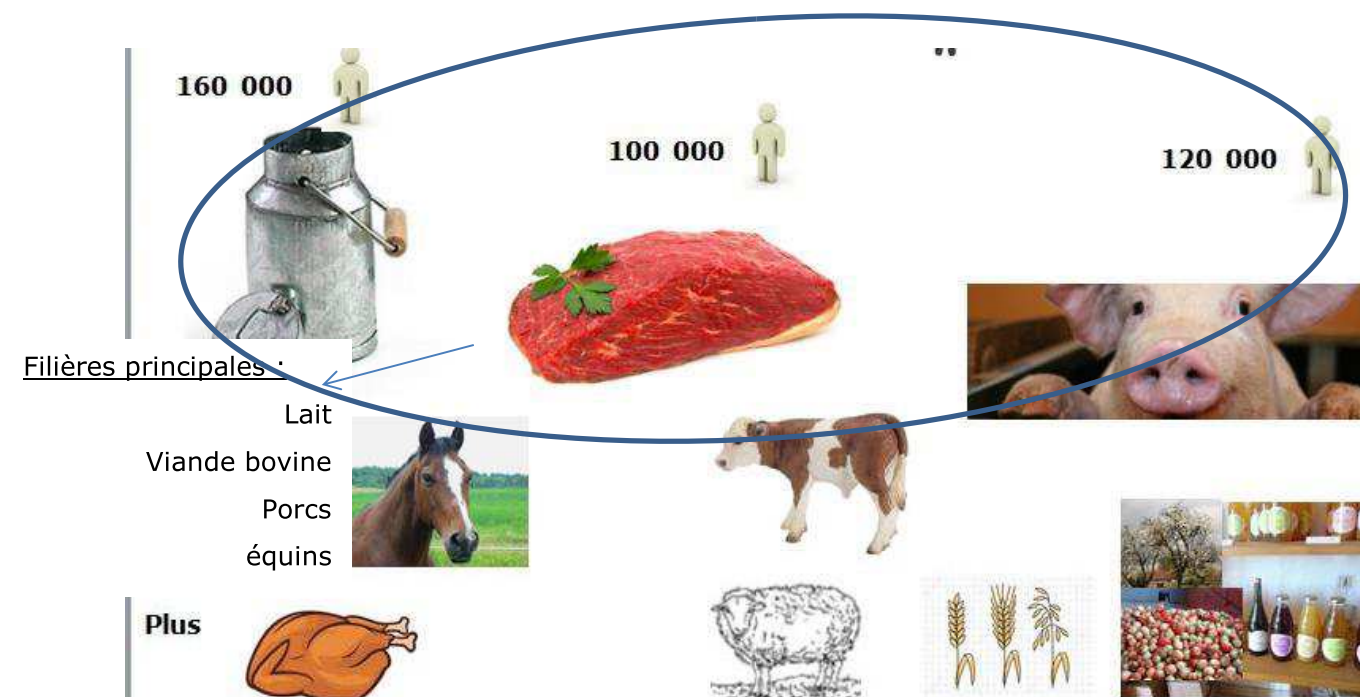 160 000
100 000
120 000
Filières principales :
Lait
Viande bovine
Porcs
équins
Plus